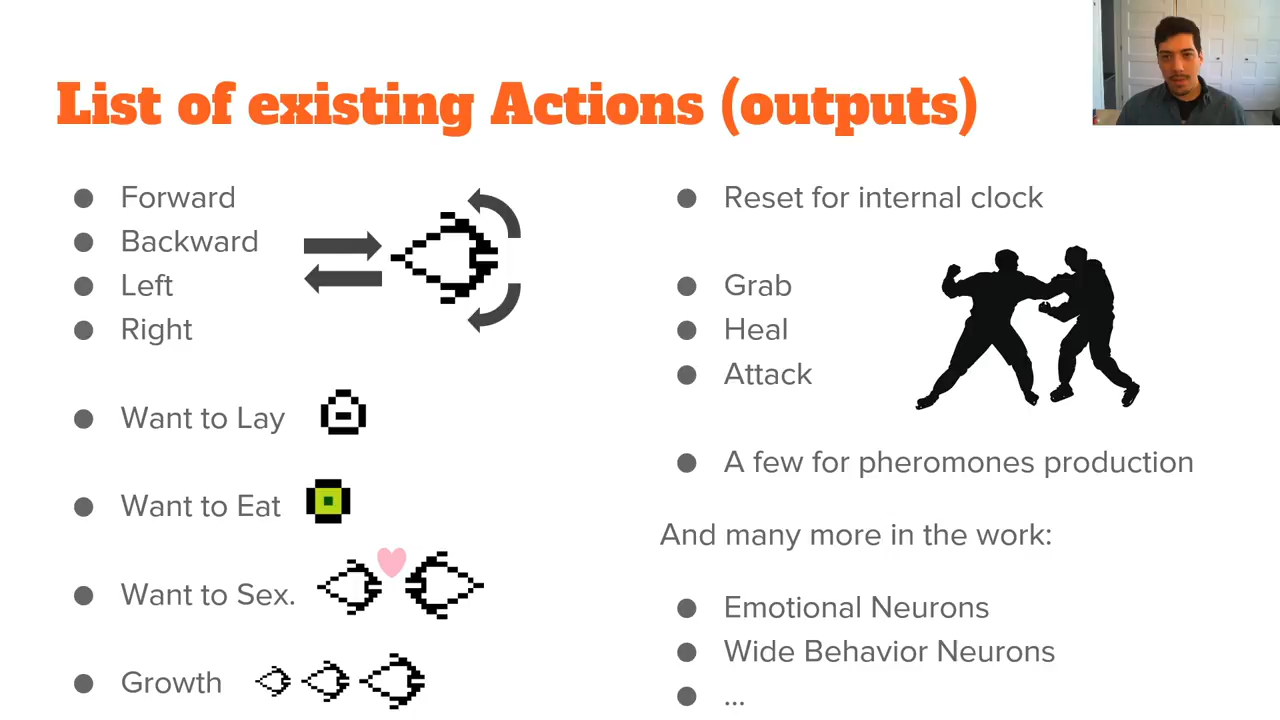 List of existing Actions (outputs)
● Forward
● Backward
● Left
● Right
● Want to Lay
● Want to Eat
● Want to Sex.
● Growth
● Reset for internal clock
● Grab
● Heal
● Attack
● A few for pheromones production
And many more in the work:
● Emotional Neurons
● Wide Behavior Neurons
● ...